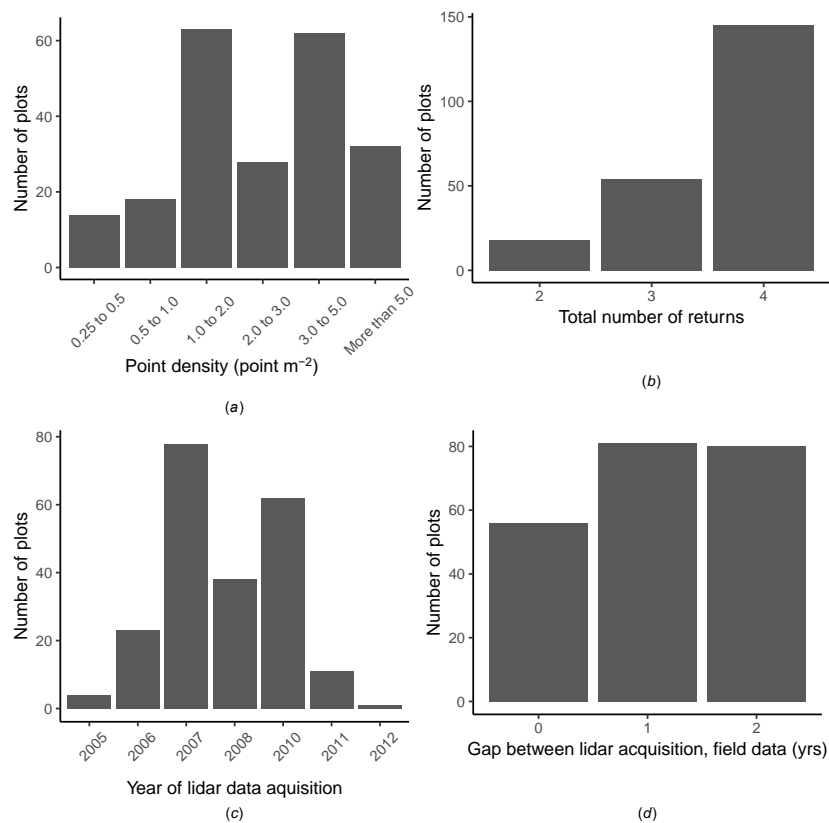 Number of plots
60
40
20
0
0.25 to 0.5
0.5 to 1.0
1.0 to 2.0
2.0 to 3.0
3.0 to 5.0
More than 5.0
Point density (point m⁻²)
(a)
Number of plots
150
100
50
0
2
3
4
Total number of returns
(b)
Number of plots
80
60
40
20
0
2005
2006
2007
2008
2010
2011
2012
Year of lidar data aquisition
(c)
Number of plots
80
60
40
20
0
0
1
2
Gap between lidar acquisition, field data (yrs)
(d)